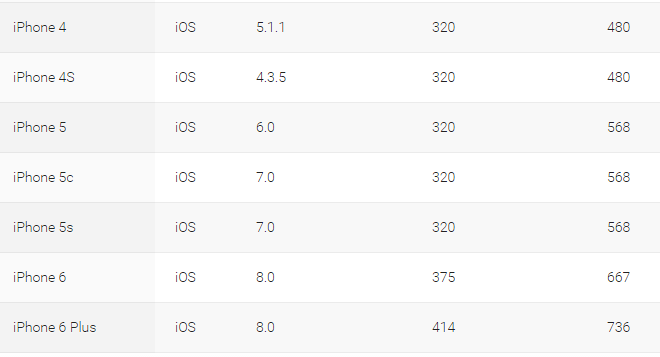 iPhone 4 iOS 5.1.1 320 480
iPhone 4S iOS 4.3.5 320 480
iPhone 5 iOS 6.0 320 568
iPhone 5c iOS 7.0 320 568
iPhone 5s iOS 7.0 320 568
iPhone 6 iOS 8.0 375 667
iPhone 6 Plus iOS 8.0 414 736